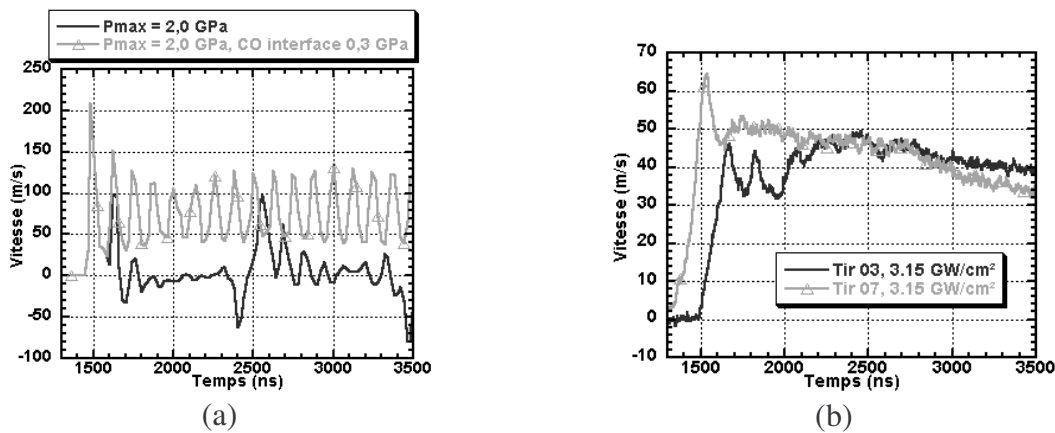 Pmax = 2,0 GPa
Pmax = 2,0 GPa, CO interface 0,3 GPa
250
200
150
100
50
0
-50
-100
Vitesse (m/s)
1500 2000 2500 3000 3500
Temps (ns)
(a)
70
60
50
40
30
20
10
0
-10
Vitesse (m/s)
Tir 03, 3.15 GW/cm²
Tir 07, 3.15 GW/cm²
1500 2000 2500 3000 3500
Temps (ns)
(b)